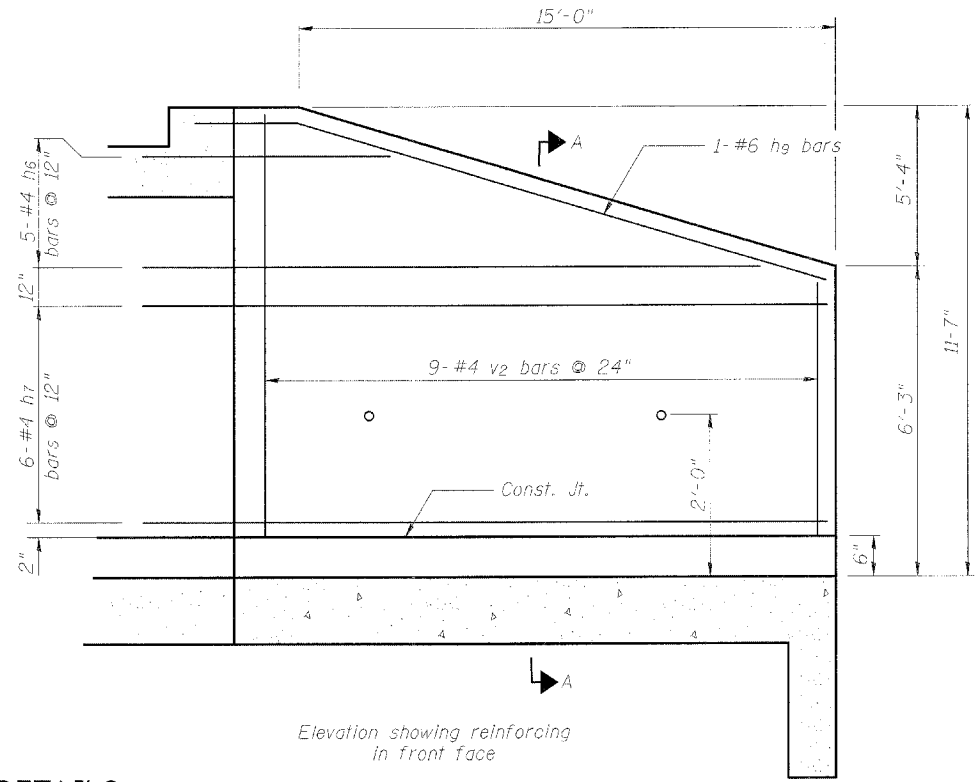 15'-0"
A
1-#6 h9 bars
5-#4 h6
bars @ 12"
5'-4"
12"
11-7"
9-#4 v2 bars @ 24"
6-#4 h7
bars @ 12"
6'-3"
2'-0"
Const. Jt.
2"
6"
A
Elevation showing reinforcing
in front face